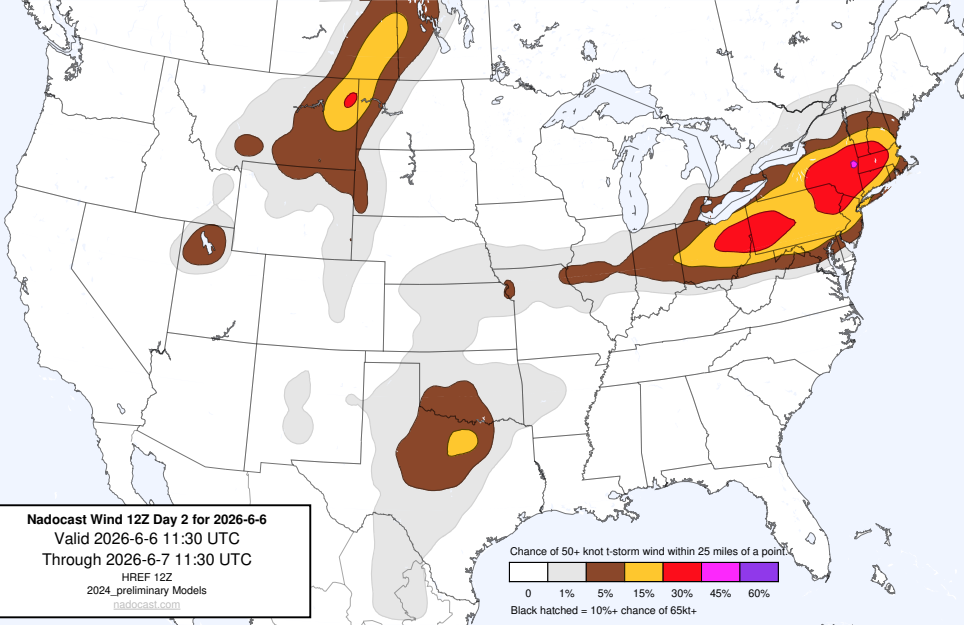 Nadocast Wind 12Z Day 2 for 2026-6-6
Valid 2026-6-6 11:30 UTC
Through 2026-6-7 11:30 UTC
HREF 12Z
2024_preliminary Models
nadocast.com
Chance of 50+ knot t-storm wind within 25 miles of a point.
0 1% 5% 15% 30% 45% 60%
Black hatched = 10%+ chance of 65kt+